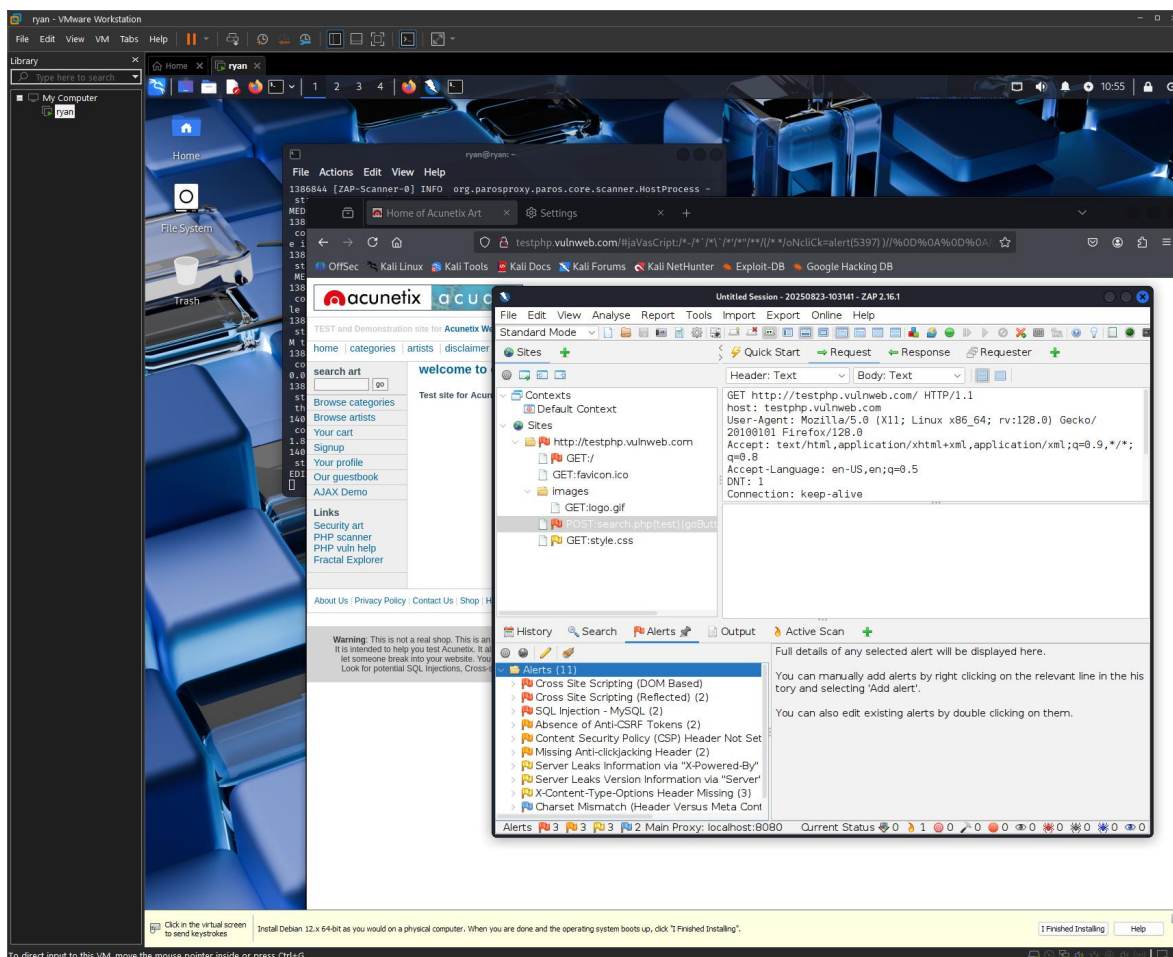 ryan - VMware Workstation
File Edit View VM Tabs Help
Library
Type here to search
My Computer
ryan
Home
ryan
1 2 3 4
10:55
Home
File System
Trash
ryan@ryan: ~
File Actions Edit View Help
1386844 [ZAP-Scanner-0] INFO org.parosproxy.paros.core.scanner.HostProcess -
Home of Acunetix Art
Settings
testphp.vulnweb.com/#jaVasCript:/*-/*`/*\`/*'/*"/**/(/* */oNcliCk=alert(5397) )//%0D%0A%0D%0A/
OffSec Kali Linux Kali Tools Kali Docs Kali Forums Kali NetHunter Exploit-DB Google Hacking DB
acunetix acuc
TEST and Demonstration site for Acunetix We
home categories artists disclaimer
search art
go
Browse categories
Browse artists
Your cart
Signup
Your profile
Our guestbook
AJAX Demo
Links
Security art
PHP scanner
PHP vuln help
Fractal Explorer
welcome to
Test site for Acun
About Us | Privacy Policy | Contact Us | Shop | H
Warning: This is not a real shop. This is an
It is intended to help you test Acunetix. It al
let someone break into your website. You
Look for potential SQL Injections, Cross-s
Untitled Session - 20250823-103141 - ZAP 2.16.1
File Edit View Analyse Report Tools Import Export Online Help
Standard Mode
Sites
Quick Start Request Response Requester
Header: Text Body: Text
Contexts
Default Context
Sites
http://testphp.vulnweb.com
GET:/
GET:favicon.ico
images
GET:logo.gif
POST:search.php(test)(goButt
GET:style.css
GET http://testphp.vulnweb.com/ HTTP/1.1
host: testphp.vulnweb.com
User-Agent: Mozilla/5.0 (X11; Linux x86_64; rv:128.0) Gecko/
20100101 Firefox/128.0
Accept: text/html,application/xhtml+xml,application/xml;q=0.9,*/*;
q=0.8
Accept-Language: en-US,en;q=0.5
DNT: 1
Connection: keep-alive
History Search Alerts Output Active Scan
Alerts (11)
Cross Site Scripting (DOM Based)
Cross Site Scripting (Reflected) (2)
SQL Injection - MySQL (2)
Absence of Anti-CSRF Tokens (2)
Content Security Policy (CSP) Header Not Set
Missing Anti-clickjacking Header (2)
Server Leaks Information via "X-Powered-By"
Server Leaks Version Information via "Server"
X-Content-Type-Options Header Missing (3)
Charset Mismatch (Header Versus Meta Cont
Full details of any selected alert will be displayed here.
You can manually add alerts by right clicking on the relevant line in the his
tory and selecting 'Add alert'.
You can also edit existing alerts by double clicking on them.
Alerts 3 3 3 2 Main Proxy: localhost:8080 Current Status 0 1 0 0 0 0 0 0 0 0
Click in the virtual screen
to send keystrokes
Install Debian 12.x 64-bit as you would on a physical computer. When you are done and the operating system boots up, click "I Finished Installing".
I Finished Installing
Help
To direct input to this VM, move the mouse pointer inside or press Ctrl+G.